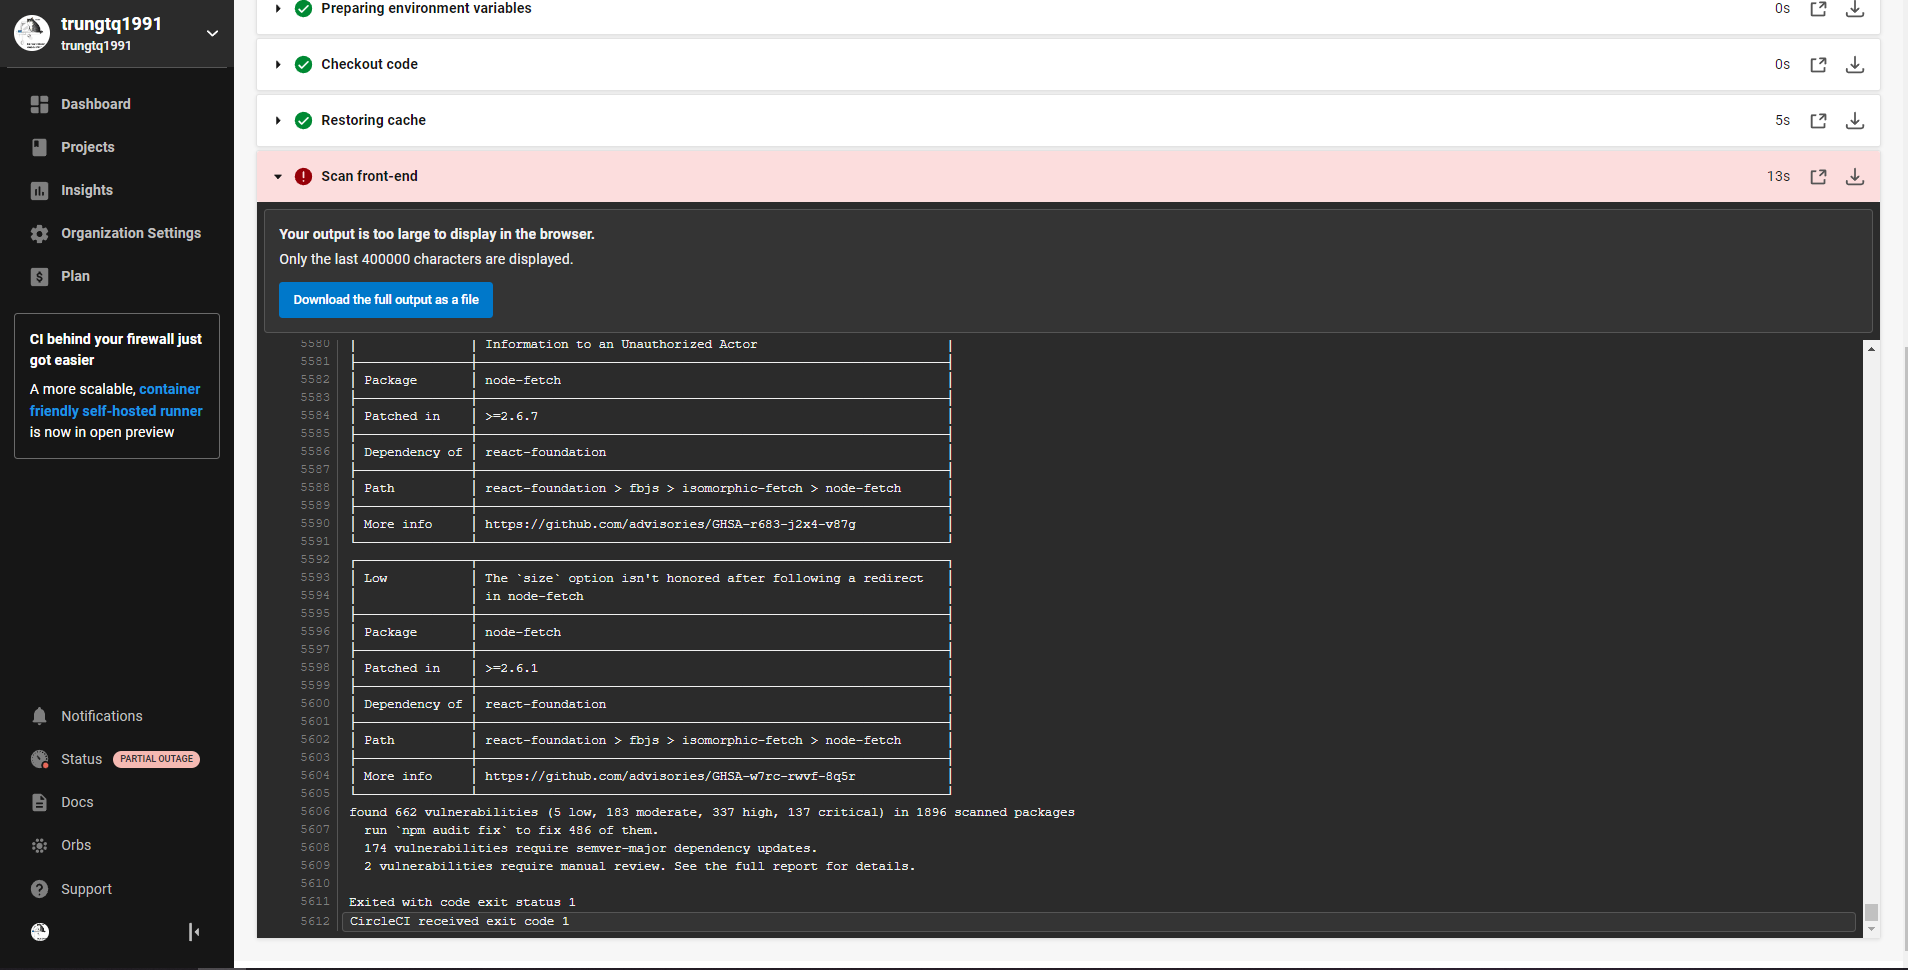 trungtq1991
trungtq1991
Dashboard
Projects
Insights
Organization Settings
Plan
CI behind your firewall just
got easier
A more scalable, container
friendly self-hosted runner
is now in open preview
Notifications
Status PARTIAL OUTAGE
Docs
Orbs
Support
Preparing environment variables 0s
Checkout code 0s
Restoring cache 5s
Scan front-end 13s
Your output is too large to display in the browser.
Only the last 400000 characters are displayed.
Download the full output as a file
5580 Information to an Unauthorized Actor
5581
5582 Package node-fetch
5583
5584 Patched in >=2.6.7
5585
5586 Dependency of react-foundation
5587
5588 Path react-foundation > fbjs > isomorphic-fetch > node-fetch
5589
5590 More info https://github.com/advisories/GHSA-r683-j2x4-v87g
5591
5592
5593 Low The `size` option isn't honored after following a redirect
5594 in node-fetch
5595
5596 Package node-fetch
5597
5598 Patched in >=2.6.1
5599
5600 Dependency of react-foundation
5601
5602 Path react-foundation > fbjs > isomorphic-fetch > node-fetch
5603
5604 More info https://github.com/advisories/GHSA-w7rc-rwvf-8q5r
5605
5606 found 662 vulnerabilities (5 low, 183 moderate, 337 high, 137 critical) in 1896 scanned packages
5607 run `npm audit fix` to fix 486 of them.
5608 174 vulnerabilities require semver-major dependency updates.
5609 2 vulnerabilities require manual review. See the full report for details.
5610
5611 Exited with code exit status 1
5612 CircleCI received exit code 1